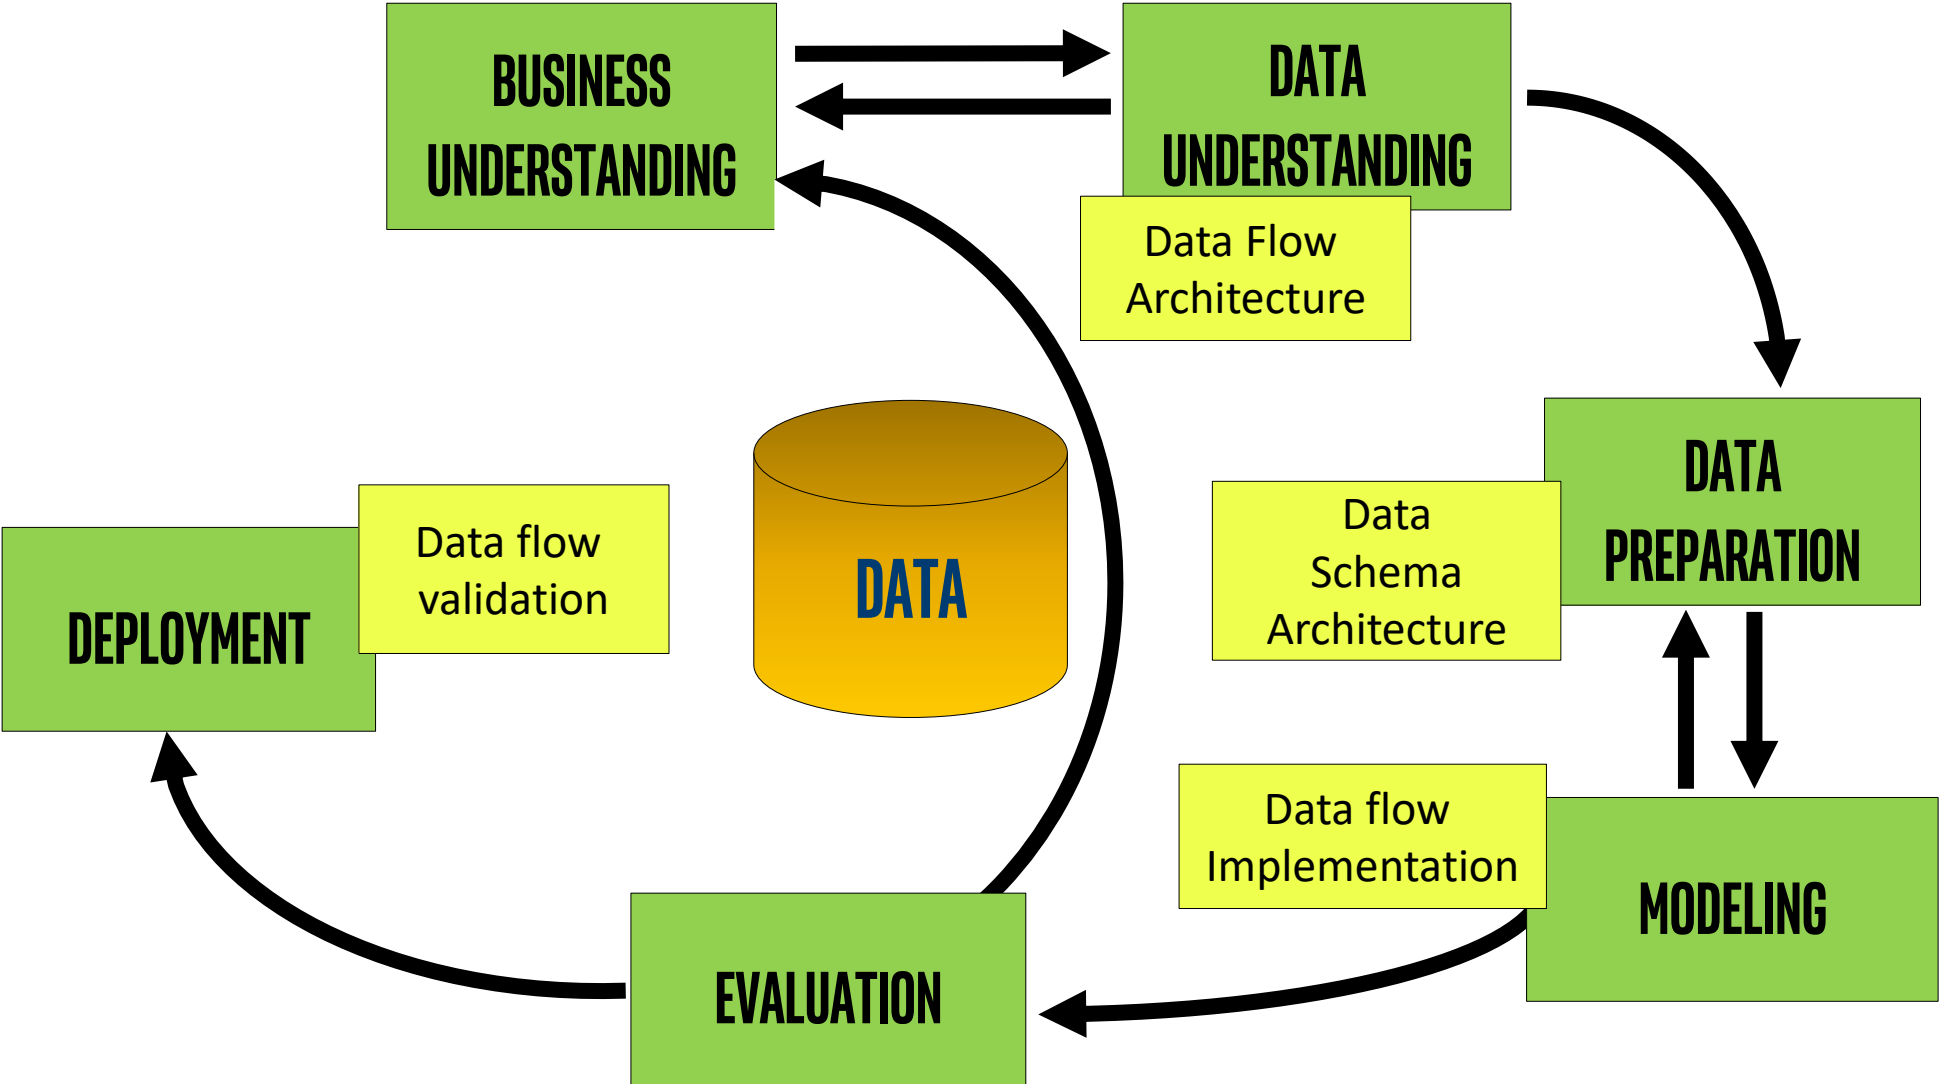 BUSINESS
UNDERSTANDING
DATA
UNDERSTANDING
Data Flow
Architecture
DATA
PREPARATION
Data
Schema
Architecture
Data flow
validation
DEPLOYMENT
DATA
Data flow
Implementation
MODELING
EVALUATION